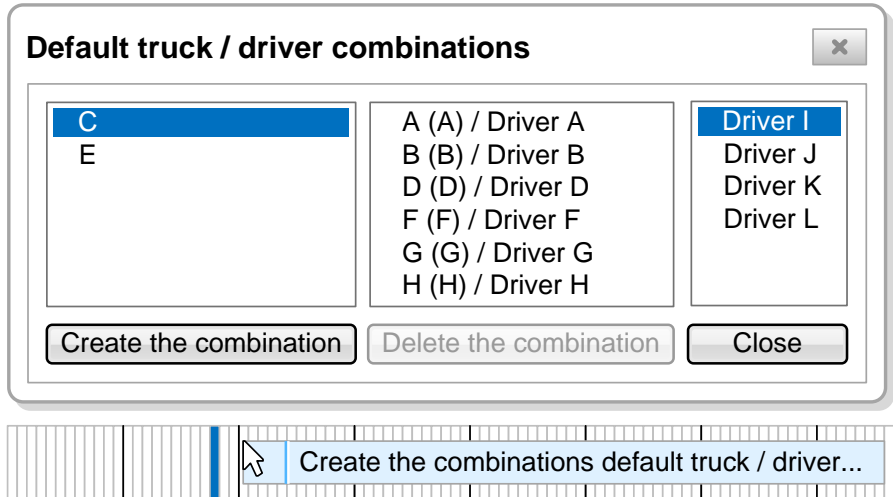 Default truck / driver combinations
C
E
A (A) / Driver A
B (B) / Driver B
D (D) / Driver D
F (F) / Driver F
G (G) / Driver G
H (H) / Driver H
Driver I
Driver J
Driver K
Driver L
Create the combination
Delete the combination
Close
Create the combinations default truck / driver...